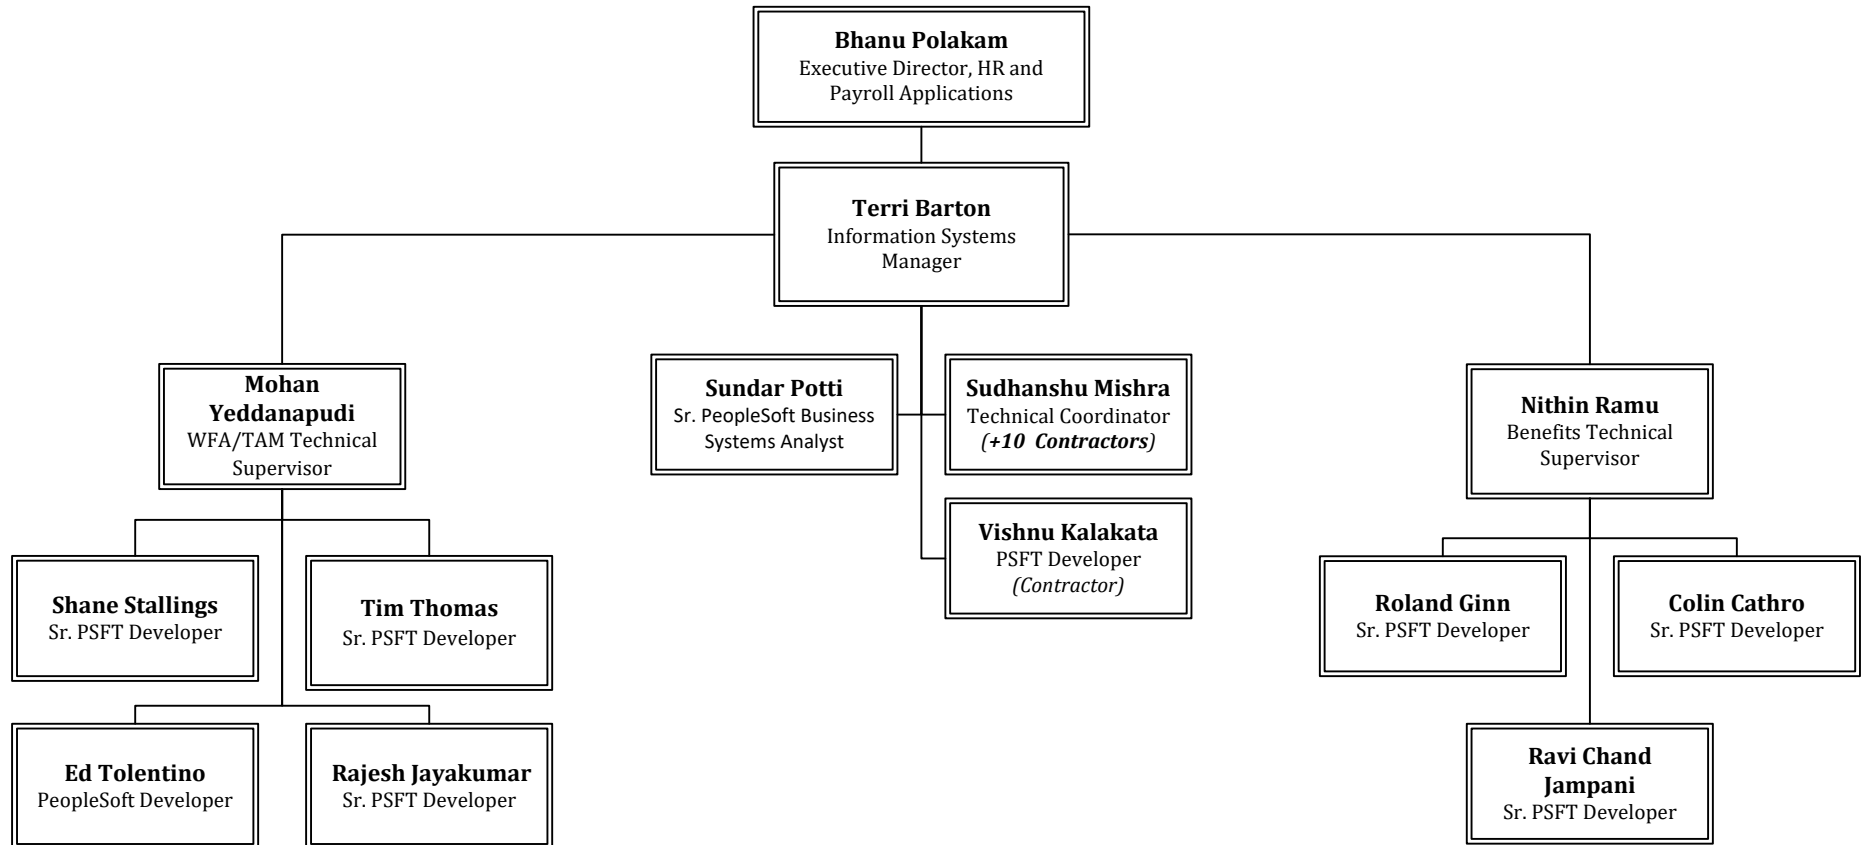 Bhanu Polakam
Executive Director, HR and
Payroll Applications
Terri Barton
Information Systems
Manager
Mohan
Yeddanapudi
WFA/TAM Technical
Supervisor
Sundar Potti
Sr. PeopleSoft Business
Systems Analyst
Sudhanshu Mishra
Technical Coordinator
(+10 Contractors)
Nithin Ramu
Benefits Technical
Supervisor
Vishnu Kalakata
PSFT Developer
(Contractor)
Shane Stallings
Sr. PSFT Developer
Tim Thomas
Sr. PSFT Developer
Roland Ginn
Sr. PSFT Developer
Colin Cathro
Sr. PSFT Developer
Ed Tolentino
PeopleSoft Developer
Rajesh Jayakumar
Sr. PSFT Developer
Ravi Chand
Jampani
Sr. PSFT Developer